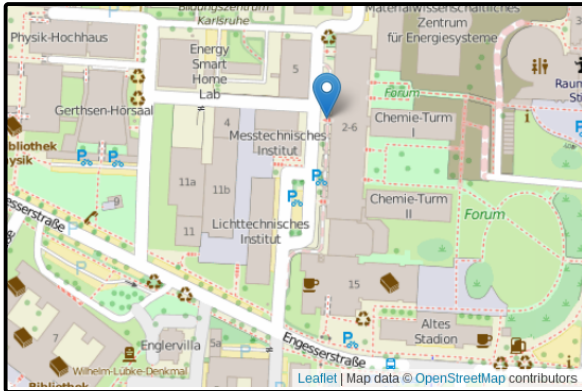 Bildungszentrum
Karlsruhe
Materialwissenschaftliches
Zentrum
für Energiesysteme
Physik-Hochhaus
Energy
Smart
Home
Lab
5
Raum
Gerthsen-Hörsaal
Forum
Chemie-Turm
I
2-6
4
Messtechnisches
Institut
Bibliothek
Physik
11a
11b
Chemie-Turm
II
9
Forum
11
Lichttechnisches
Institut
Engesserstraße
15
7
Englervilla
5a
Altes
Stadion
Engesserstraße
Wilhelm-Lübke-Denkmal
Bibliothek
Leaflet | Map data © OpenStreetMap contributors